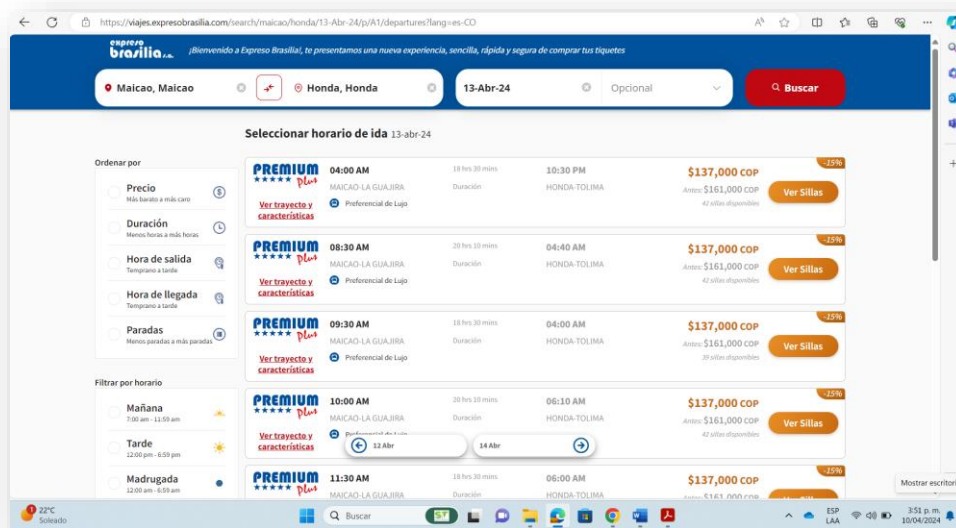 https://viajes.expresobrasilia.com/search/maicao/honda/13-Abr-24/p/A1/departures?lang=es-CO
expreso
brasilia S.A.
¡Bienvenido a Expreso Brasilia!, te presentamos una nueva experiencia, sencilla, rápida y segura de comprar tus tiquetes
Maicao, Maicao
Honda, Honda
13-Abr-24
Opcional
Buscar
Seleccionar horario de ida 13-abr-24
Ordenar por
Precio
Más barato a más caro
Duración
Menos horas a más horas
Hora de salida
Temprano a tarde
Hora de llegada
Temprano a tarde
Paradas
Menos paradas a más paradas
Filtrar por horario
Mañana
7:00 am - 11:59 am
Tarde
12:00 pm - 6:59 pm
Madrugada
12:00 am - 6:59 am
PREMIUM Plus 04:00 AM 18 hrs 30 mins 10:30 PM $137,000 COP -15%
MAICAO-LA GUAJIRA Duración HONDA-TOLIMA Antes: $161,000 COP Ver Sillas
Ver trayecto y características Preferencial de Lujo 42 sillas disponibles
PREMIUM Plus 08:30 AM 20 hrs 10 mins 04:40 AM $137,000 COP -15%
MAICAO-LA GUAJIRA Duración HONDA-TOLIMA Antes: $161,000 COP Ver Sillas
Ver trayecto y características Preferencial de Lujo 42 sillas disponibles
PREMIUM Plus 09:30 AM 18 hrs 30 mins 04:00 AM $137,000 COP -15%
MAICAO-LA GUAJIRA Duración HONDA-TOLIMA Antes: $161,000 COP Ver Sillas
Ver trayecto y características Preferencial de Lujo 39 sillas disponibles
PREMIUM Plus 10:00 AM 20 hrs 10 mins 06:10 AM $137,000 COP -15%
MAICAO-LA GUAJIRA Duración HONDA-TOLIMA Antes: $161,000 COP Ver Sillas
Ver trayecto y características 42 sillas disponibles
12 Abr 14 Abr
PREMIUM Plus 11:30 AM 18 hrs 30 mins 06:00 AM $137,000 COP -15%
MAICAO-LA GUAJIRA Duración HONDA-TOLIMA Antes: $161,000 COP
Mostrar escritori
22°C
Soleado
Buscar
ESP
LAA
3:51 p. m.
10/04/2024